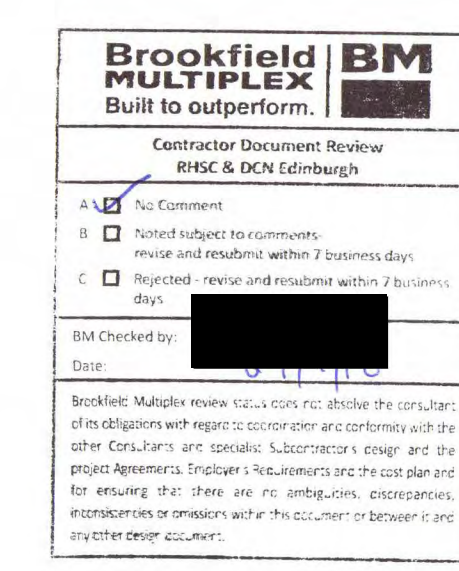 Brookfield BM
MULTIPLEX
Built to outperform.
Contractor Document Review
RHSC & DCN Edinburgh
A No Comment
B Noted subject to comments-
revise and resubmit within 7 business days
C Rejected - revise and resubmit within 7 business
days
BM Checked by:
Date:
Brookfield Multiplex review status does not absolve the consultant
of its obligations with regard to coordination and conformity with the
other Consultants and specialist Subcontractor's design and the
project Agreements. Employer's Requirements and the cost plan and
for ensuring that there are no ambiguities, discrepancies,
inconsistencies or omissions within this document or between it and
any other design document.